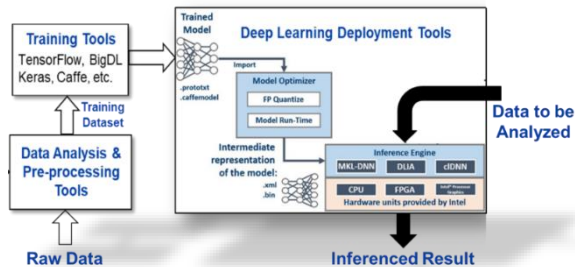 Training Tools
TensorFlow, BigDL
Keras, Caffe, etc.
Training
Dataset
Data Analysis &
Pre-processing
Tools
Raw Data
Trained
Model
Deep Learning Deployment Tools
Import
.prototxt
.caffemodel
Model Optimizer
FP Quantize
Model Run-Time
Intermediate
representation
of the model:
.xml
.bin
Data to be
Analyzed
Inference Engine
MKL-DNN
DLIA
clDNN
CPU
FPGA
Intel® Processor
Graphics
Hardware units provided by Intel
Inferenced Result